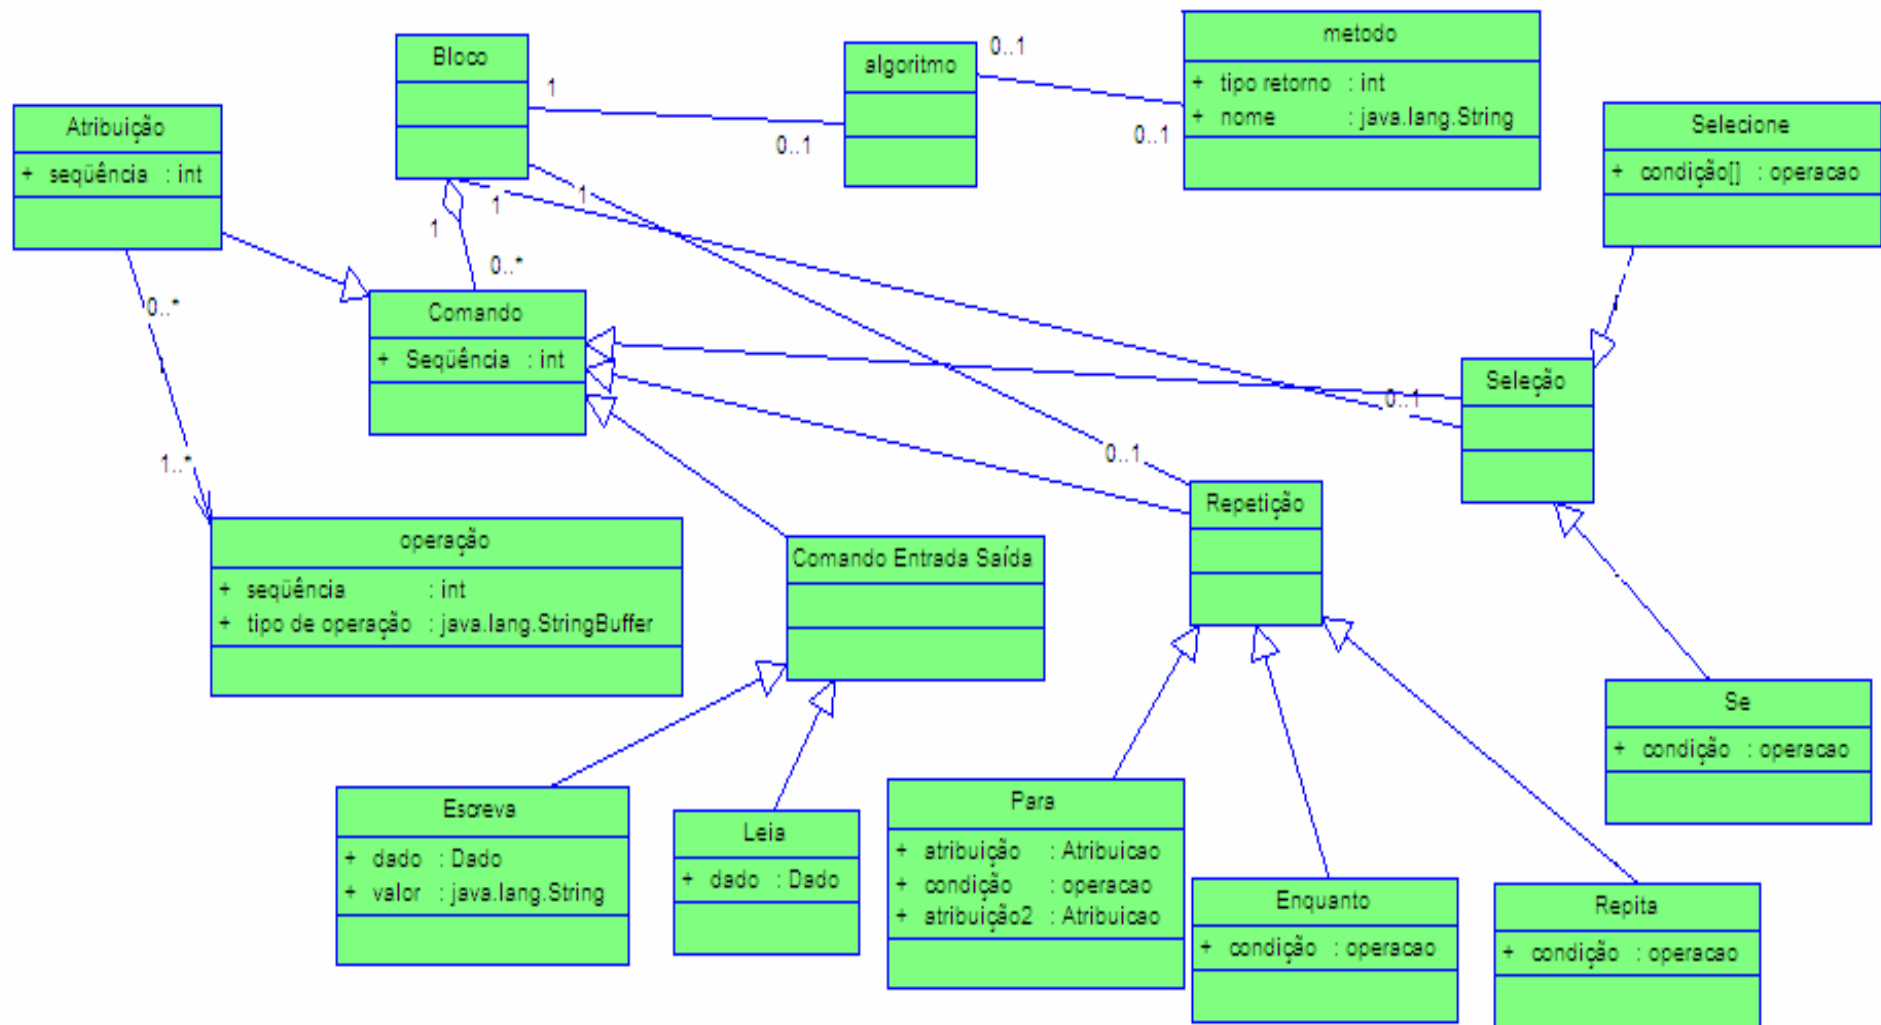 Bloco
algoritmo
metodo
+ tipo retorno : int
+ nome : java.lang.String
0..1
0..1
1
0..1
Atribuição
+ seqüência : int
Selecione
+ condição[] : operacao
1
1
1
0..*
0..*
1..*
Comando
+ Seqüência : int
Seleção
0..1
0..1
Repetição
operação
+ seqüência : int
+ tipo de operação : java.lang.StringBuffer
Comando Entrada Saída
Se
+ condição : operacao
Escreva
+ dado : Dado
+ valor : java.lang.String
Leia
+ dado : Dado
Para
+ atribuição : Atribuicao
+ condição : operacao
+ atribuição2 : Atribuicao
Enquanto
+ condição : operacao
Repita
+ condição : operacao